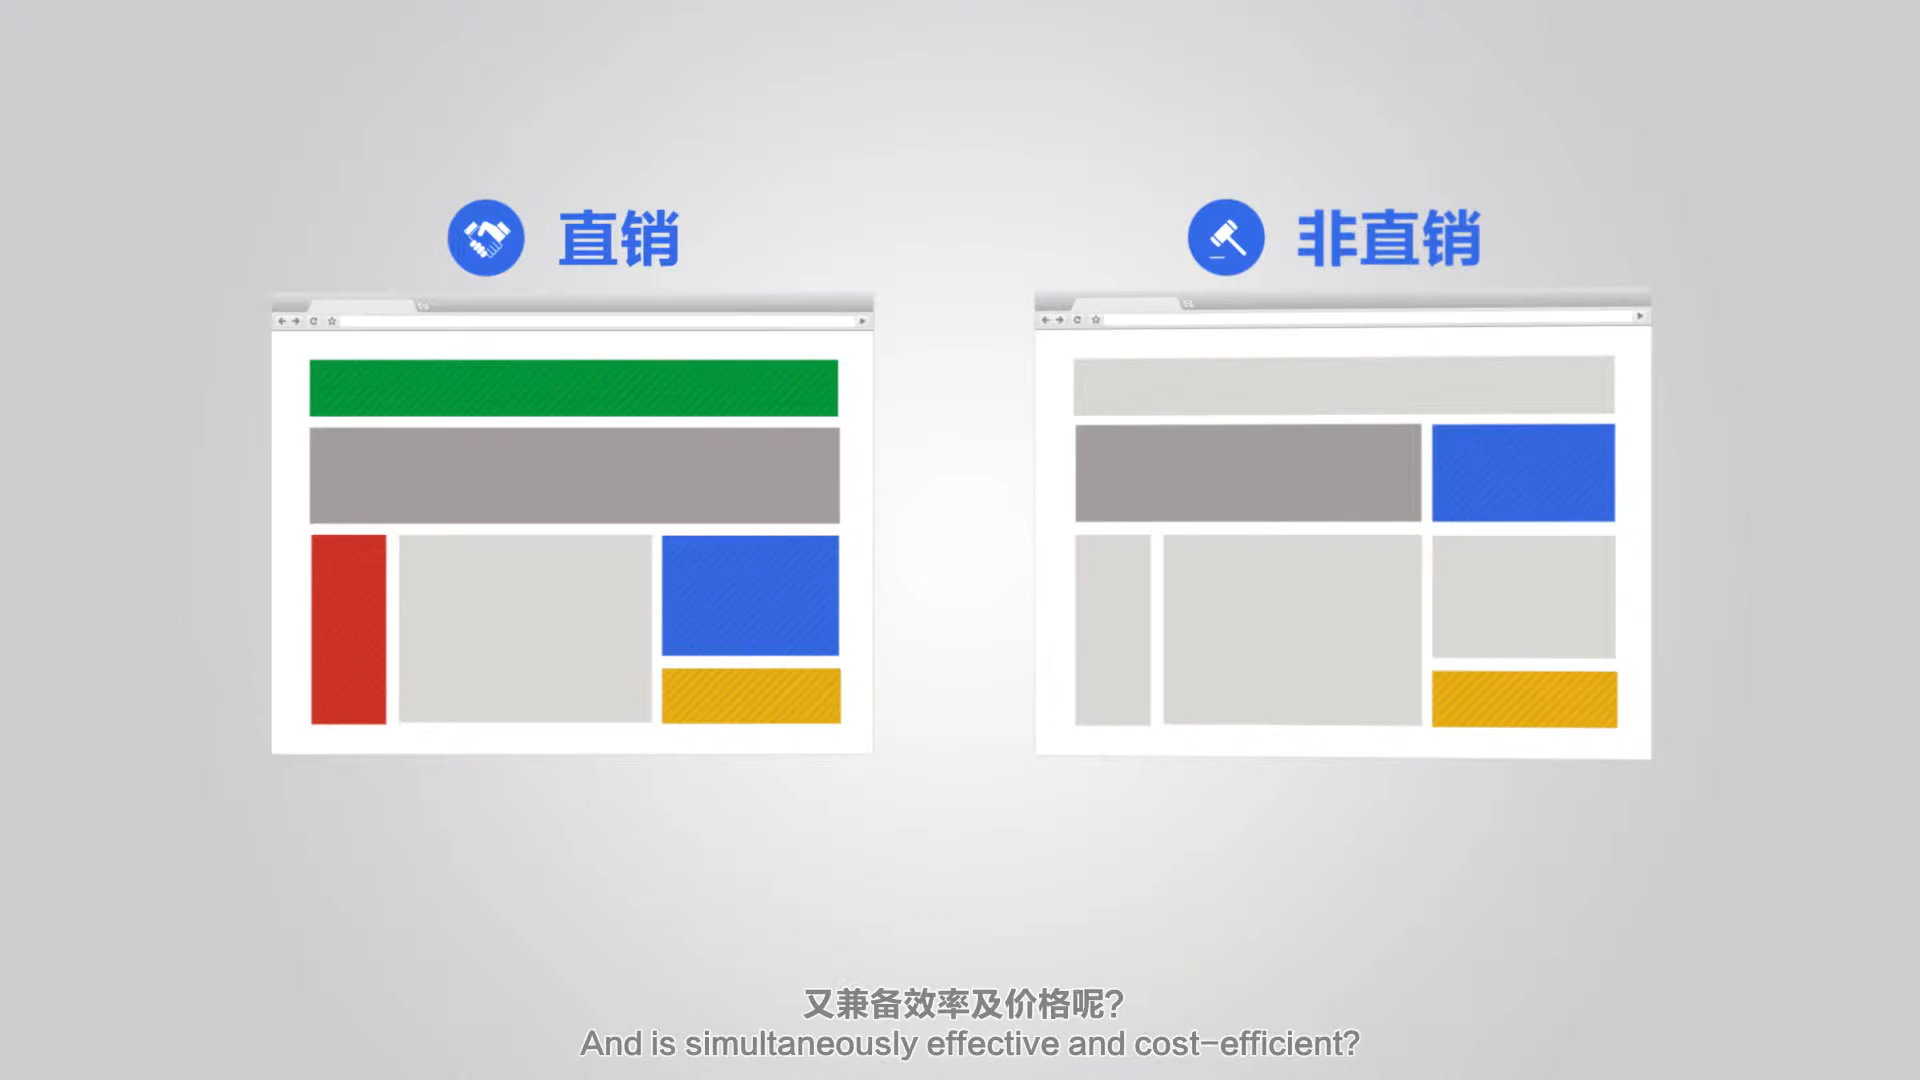 直销
非直销
又兼备效率及价格呢?
And is simultaneously effective and cost-efficient?